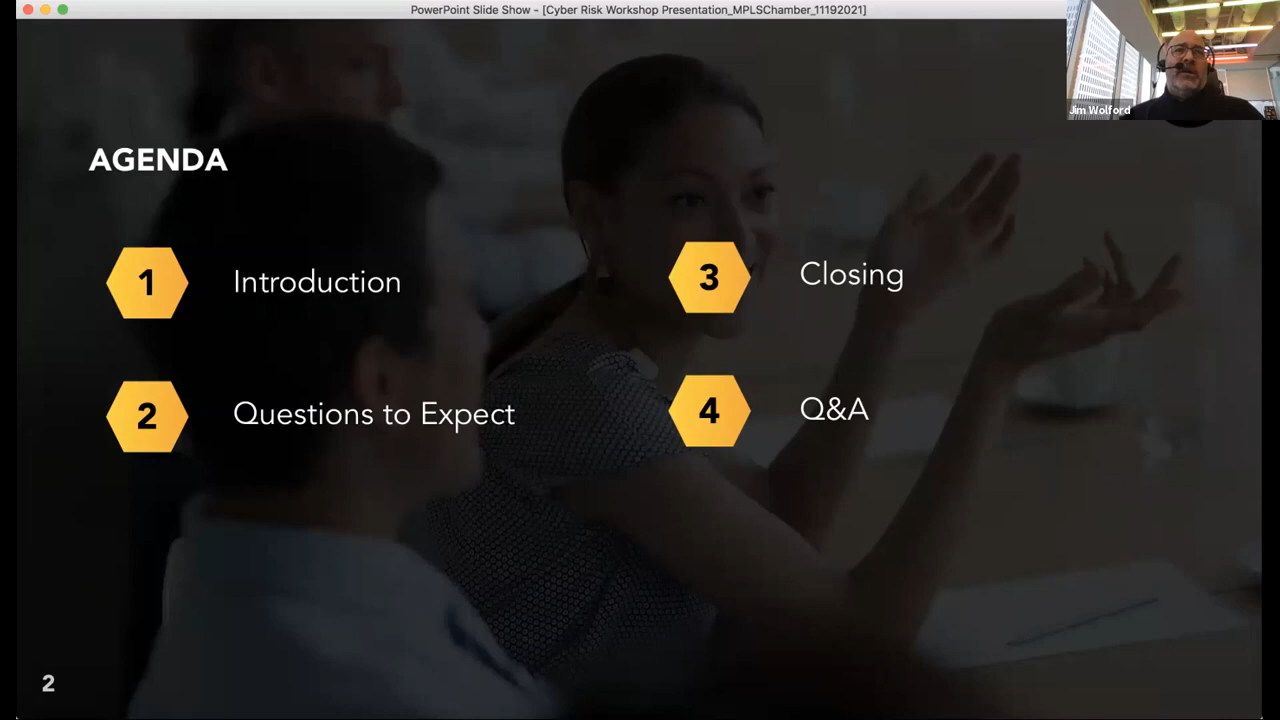 PowerPoint Slide Show - [Cyber Risk Workshop Presentation_MPLSChamber_11192021]
Jim Wolford
AGENDA
1 Introduction
2 Questions to Expect
3 Closing
4 Q&A
2